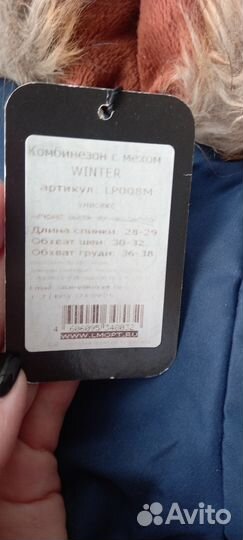 Комбинезон с мехом
WINTER
артикул LP008M
унисекс
Длина спинки: 28-29
Обхват шеи: 30-32
Обхват груди: 36-38
WWW.LMOPT.RU
Avito